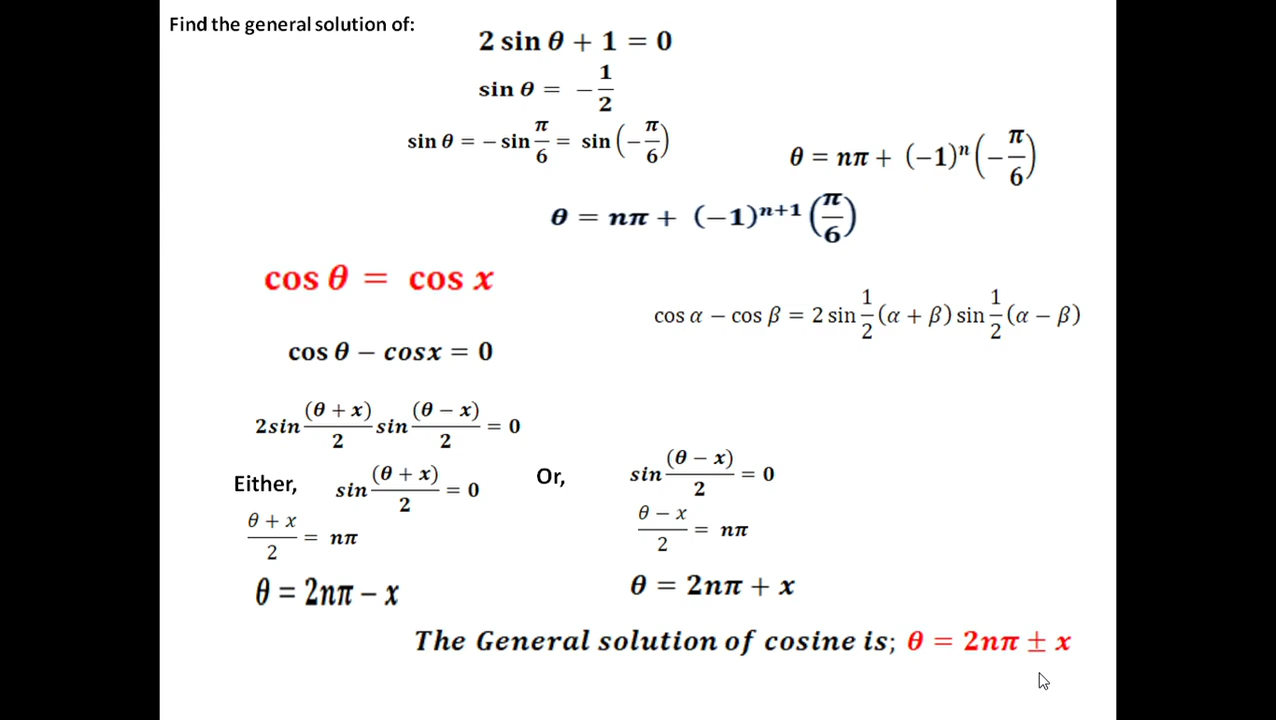 Find the general solution of:
2 sin θ + 1 = 0
sin θ = − 1/2
sin θ = − sin π/6 = sin(−π/6)
θ = nπ + (−1)ⁿ(−π/6)
θ = nπ + (−1)ⁿ⁺¹(π/6)
cos θ = cos x
cos α − cos β = 2 sin 1/2 (α + β) sin 1/2 (α − β)
cos θ − cosx = 0
2sin (θ + x)/2 sin (θ − x)/2 = 0
Either, sin (θ + x)/2 = 0
Or, sin (θ − x)/2 = 0
θ + x/2 = nπ
θ − x/2 = nπ
θ = 2nπ − x
θ = 2nπ + x
The General solution of cosine is; θ = 2nπ ± x